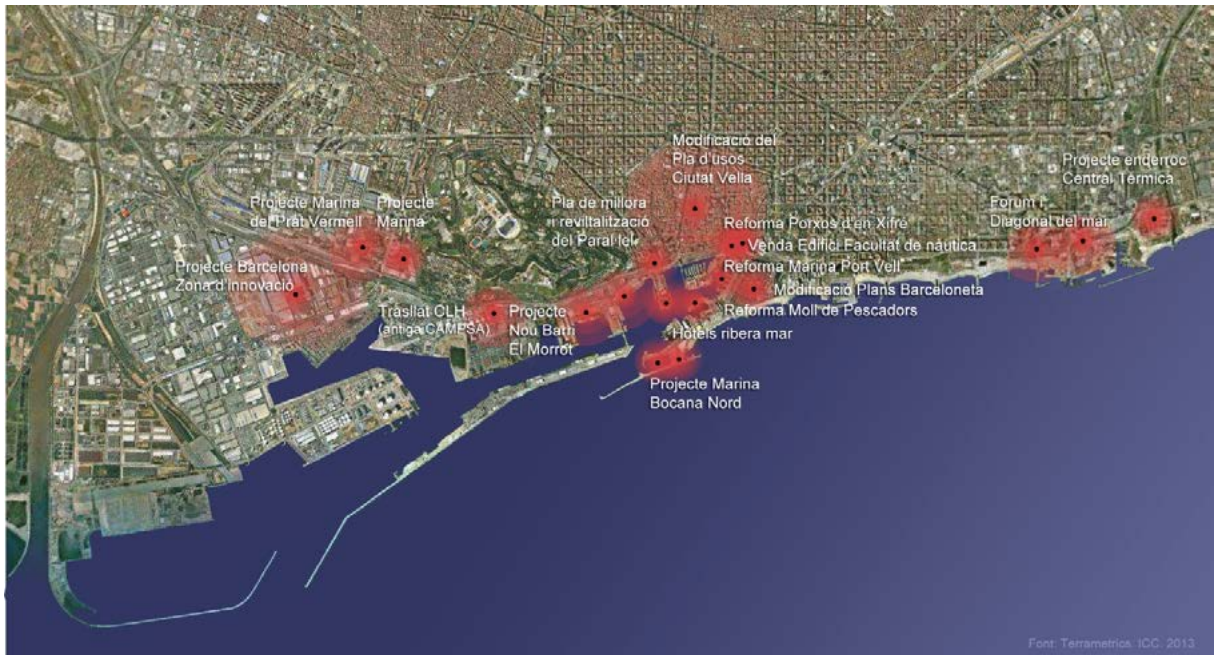 Modificació del
Pla d'usos
Ciutat Vella
Projecte enderroc
Central Tèrmica
Projecte Marina
del Prat Vermell
Projecte
Marina
Pla de millora
i revitalització
del Paral·lel
Forum i
Diagonal del mar
Reforma Porxos d'en Xifré
Venda Edifici Facultat de nàutica
Projecte Barcelona
Zona d'Innovació
Reforma Marina Port Vell
Modificació Plans Barceloneta
Trasllat CLH
(antiga CAMPSA)
Projecte
Nou Barri
El Morrot
Reforma Moll de Pescadors
Hotels ribera mar
Projecte Marina
Bocana Nord
Font: Terrametrics. ICC. 2013